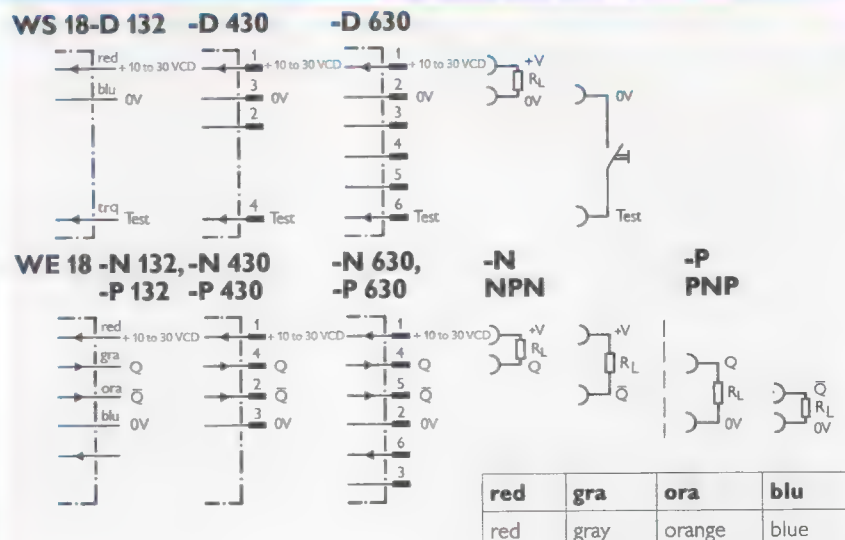 WS 18-D 132 -D 430 -D 630
red + 10 to 30 VCD 1 + 10 to 30 VCD 1 + 10 to 30 VCD +V
RL
blu 0V 3 0V 2 0V 0V 0V
2 3
4
5
trq Test 4 Test 6 Test Test
WE 18 -N 132, -N 430 -N 630, -N -P
-P 132 -P 430 -P 630 NPN PNP
red + 10 to 30 VCD 1 + 10 to 30 VCD 1 + 10 to 30 VCD +V +V
RL RL
gra Q 4 Q 4 Q Q Q
ora Q̅ 2 Q̅ 5 Q̅ Q̅ RL Q̅
RL
blu 0V 3 0V 2 0V 0V 0V
6
3
red gra ora blu
red gray orange blue